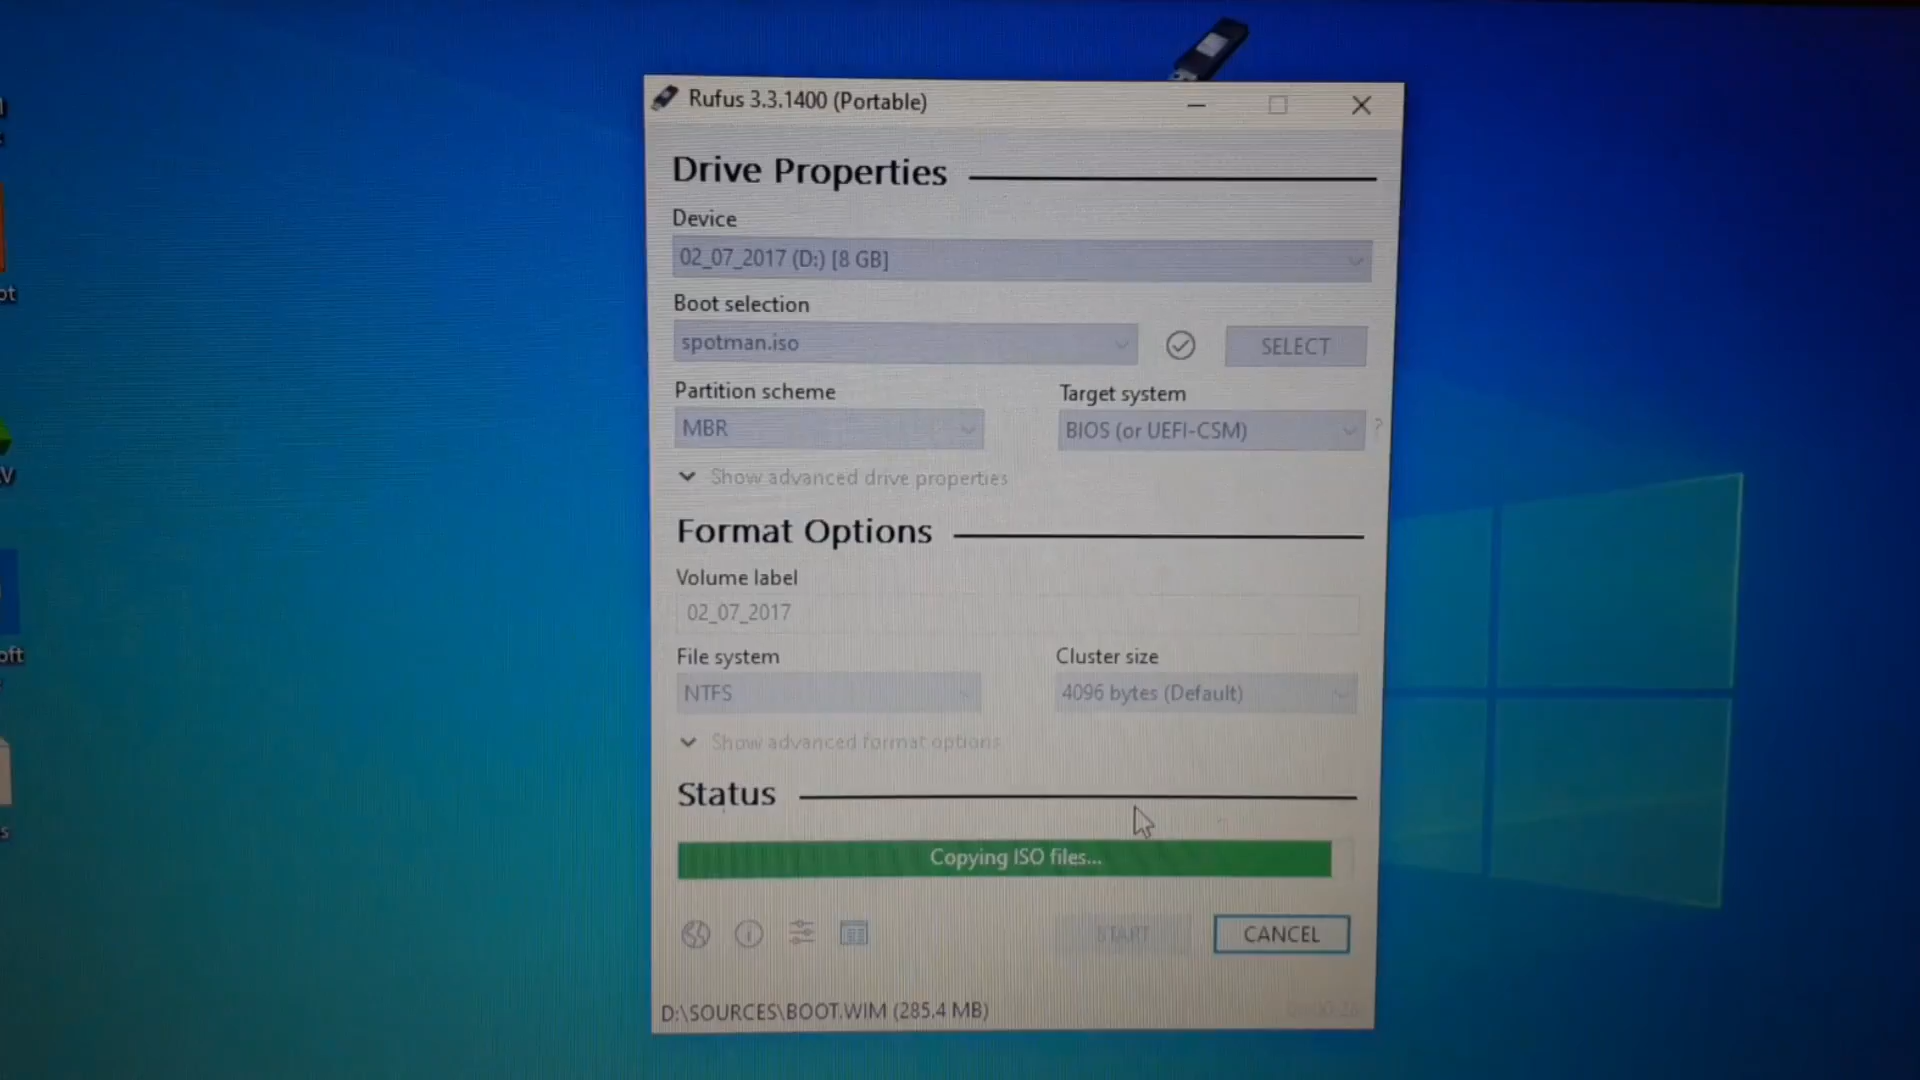 Rufus 3.3.1400 (Portable)
Drive Properties
Device
02_07_2017 (D:) [8 GB]
Boot selection
spotman.iso
SELECT
Partition scheme
Target system
MBR
BIOS (or UEFI-CSM)
?
Show advanced drive properties
Format Options
Volume label
02_07_2017
File system
Cluster size
NTFS
4096 bytes (Default)
Show advanced format options
Status
Copying ISO files...
START
CANCEL
D:\SOURCES\BOOT.WIM (285.4 MB)
ot
V
oft
s